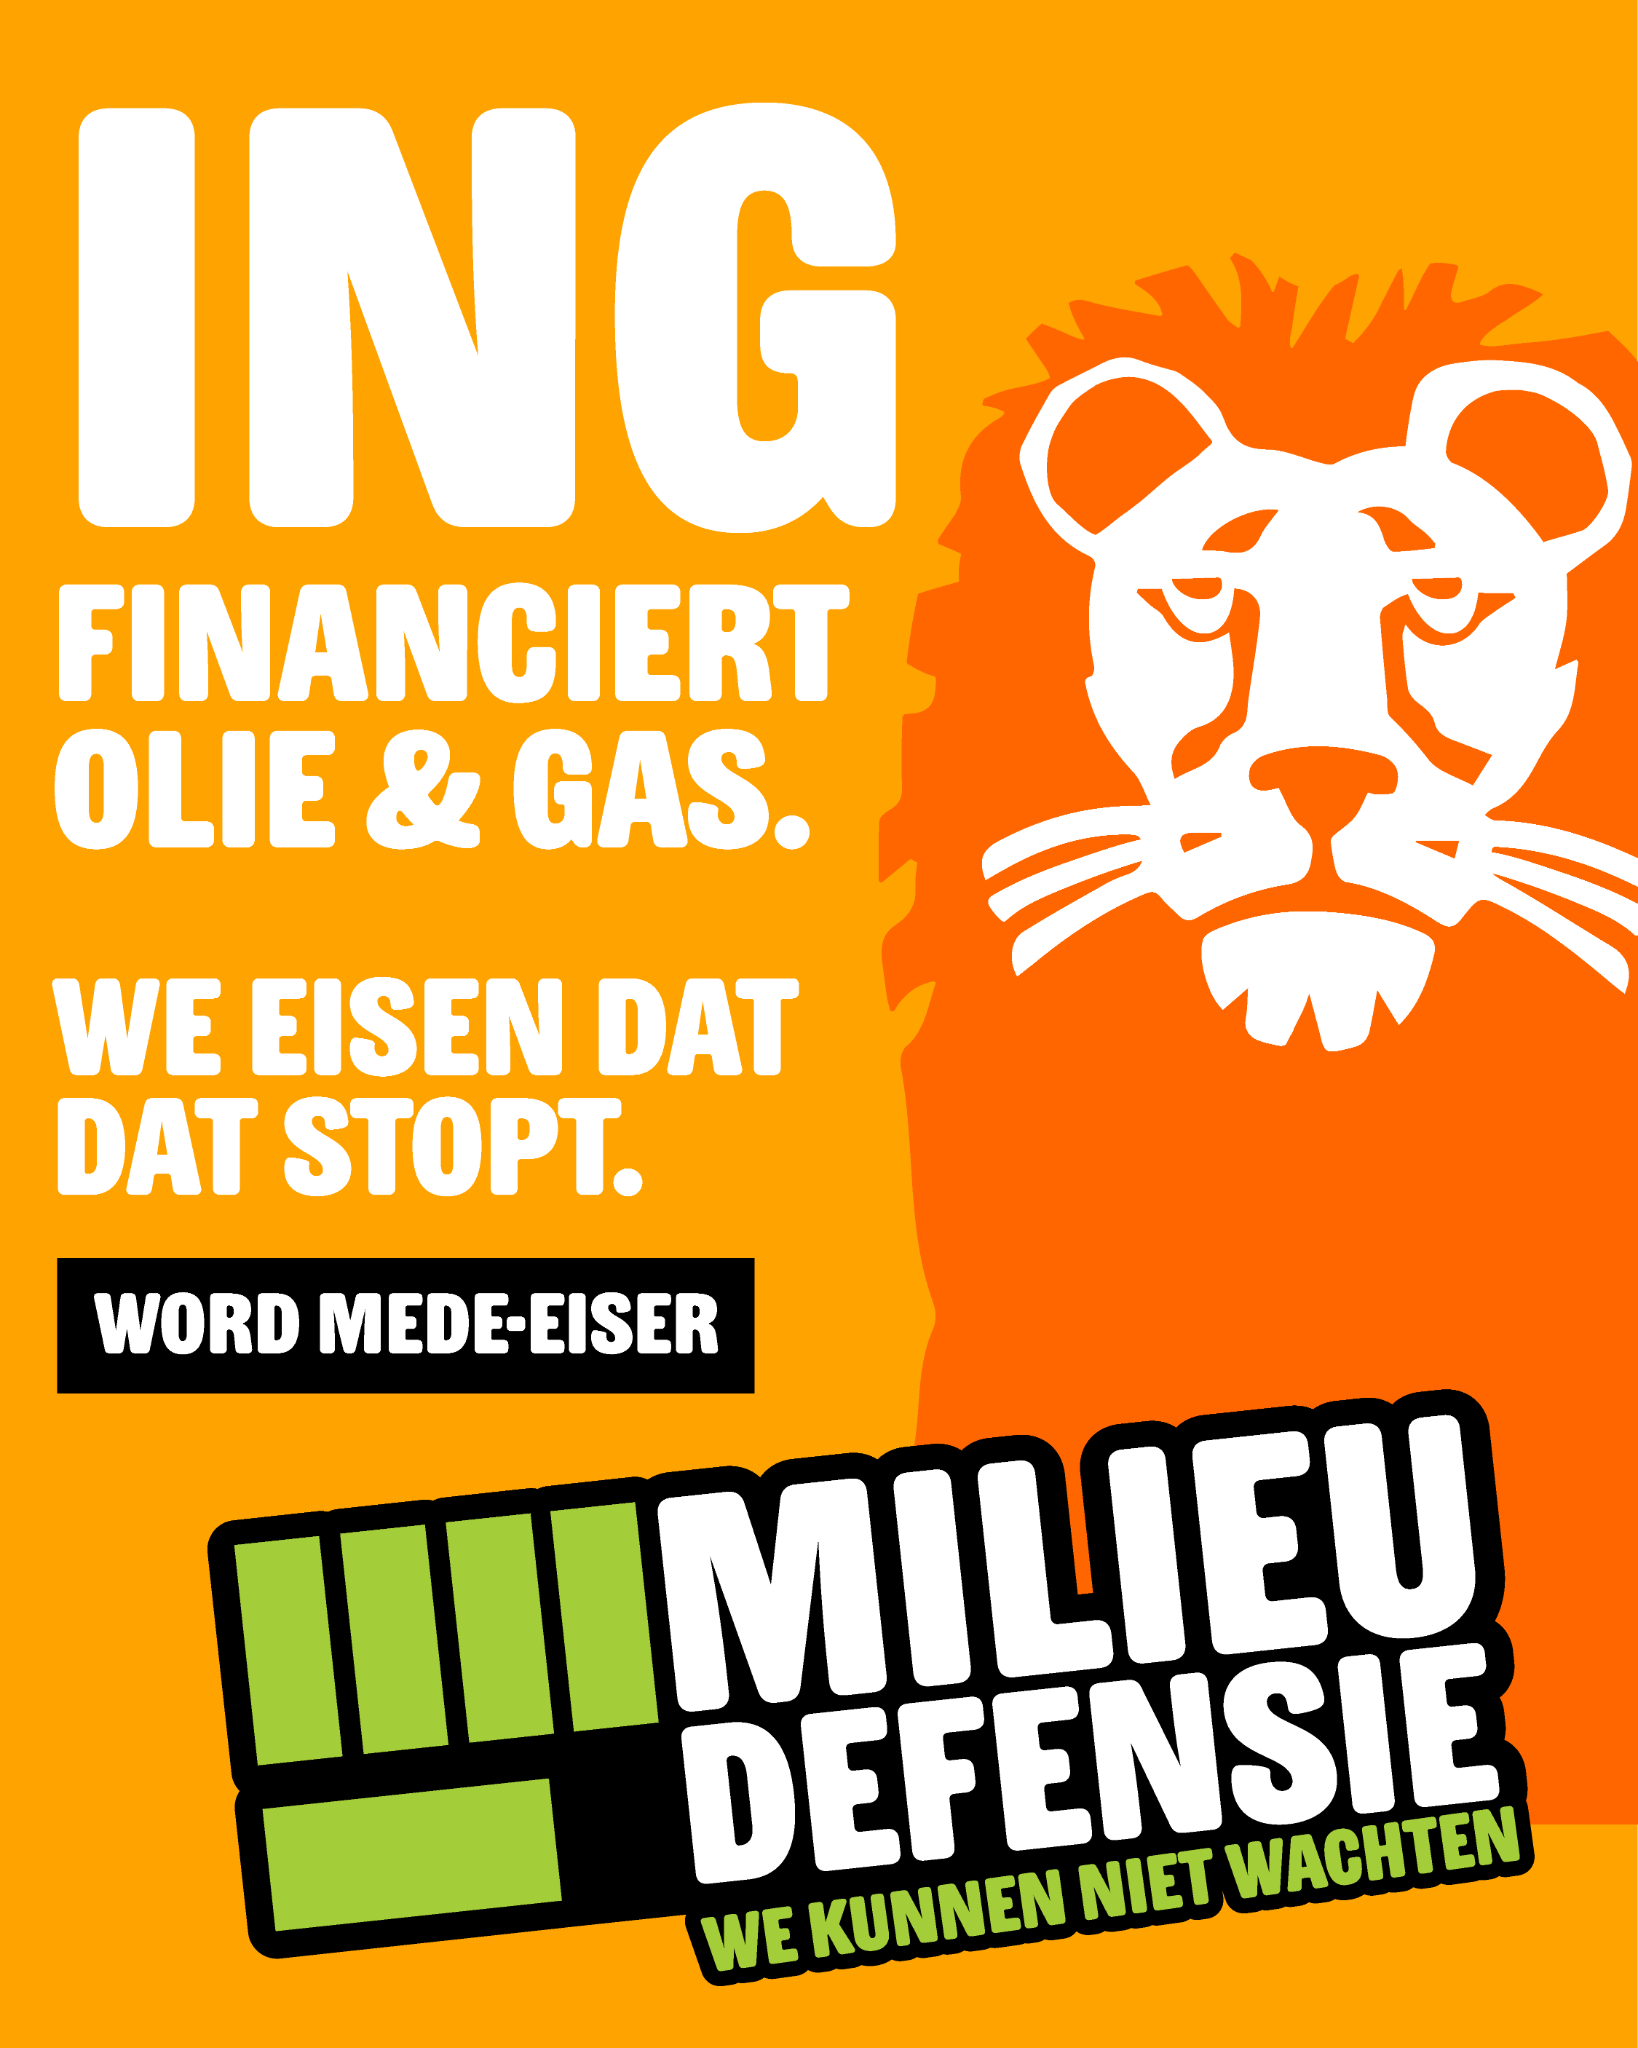 ING
FINANCIERT
OLIE & GAS.
WE EISEN DAT
DAT STOPT.
WORD MEDE-EISER
MILIEU
DEFENSIE
WE KUNNEN NIET WACHTEN